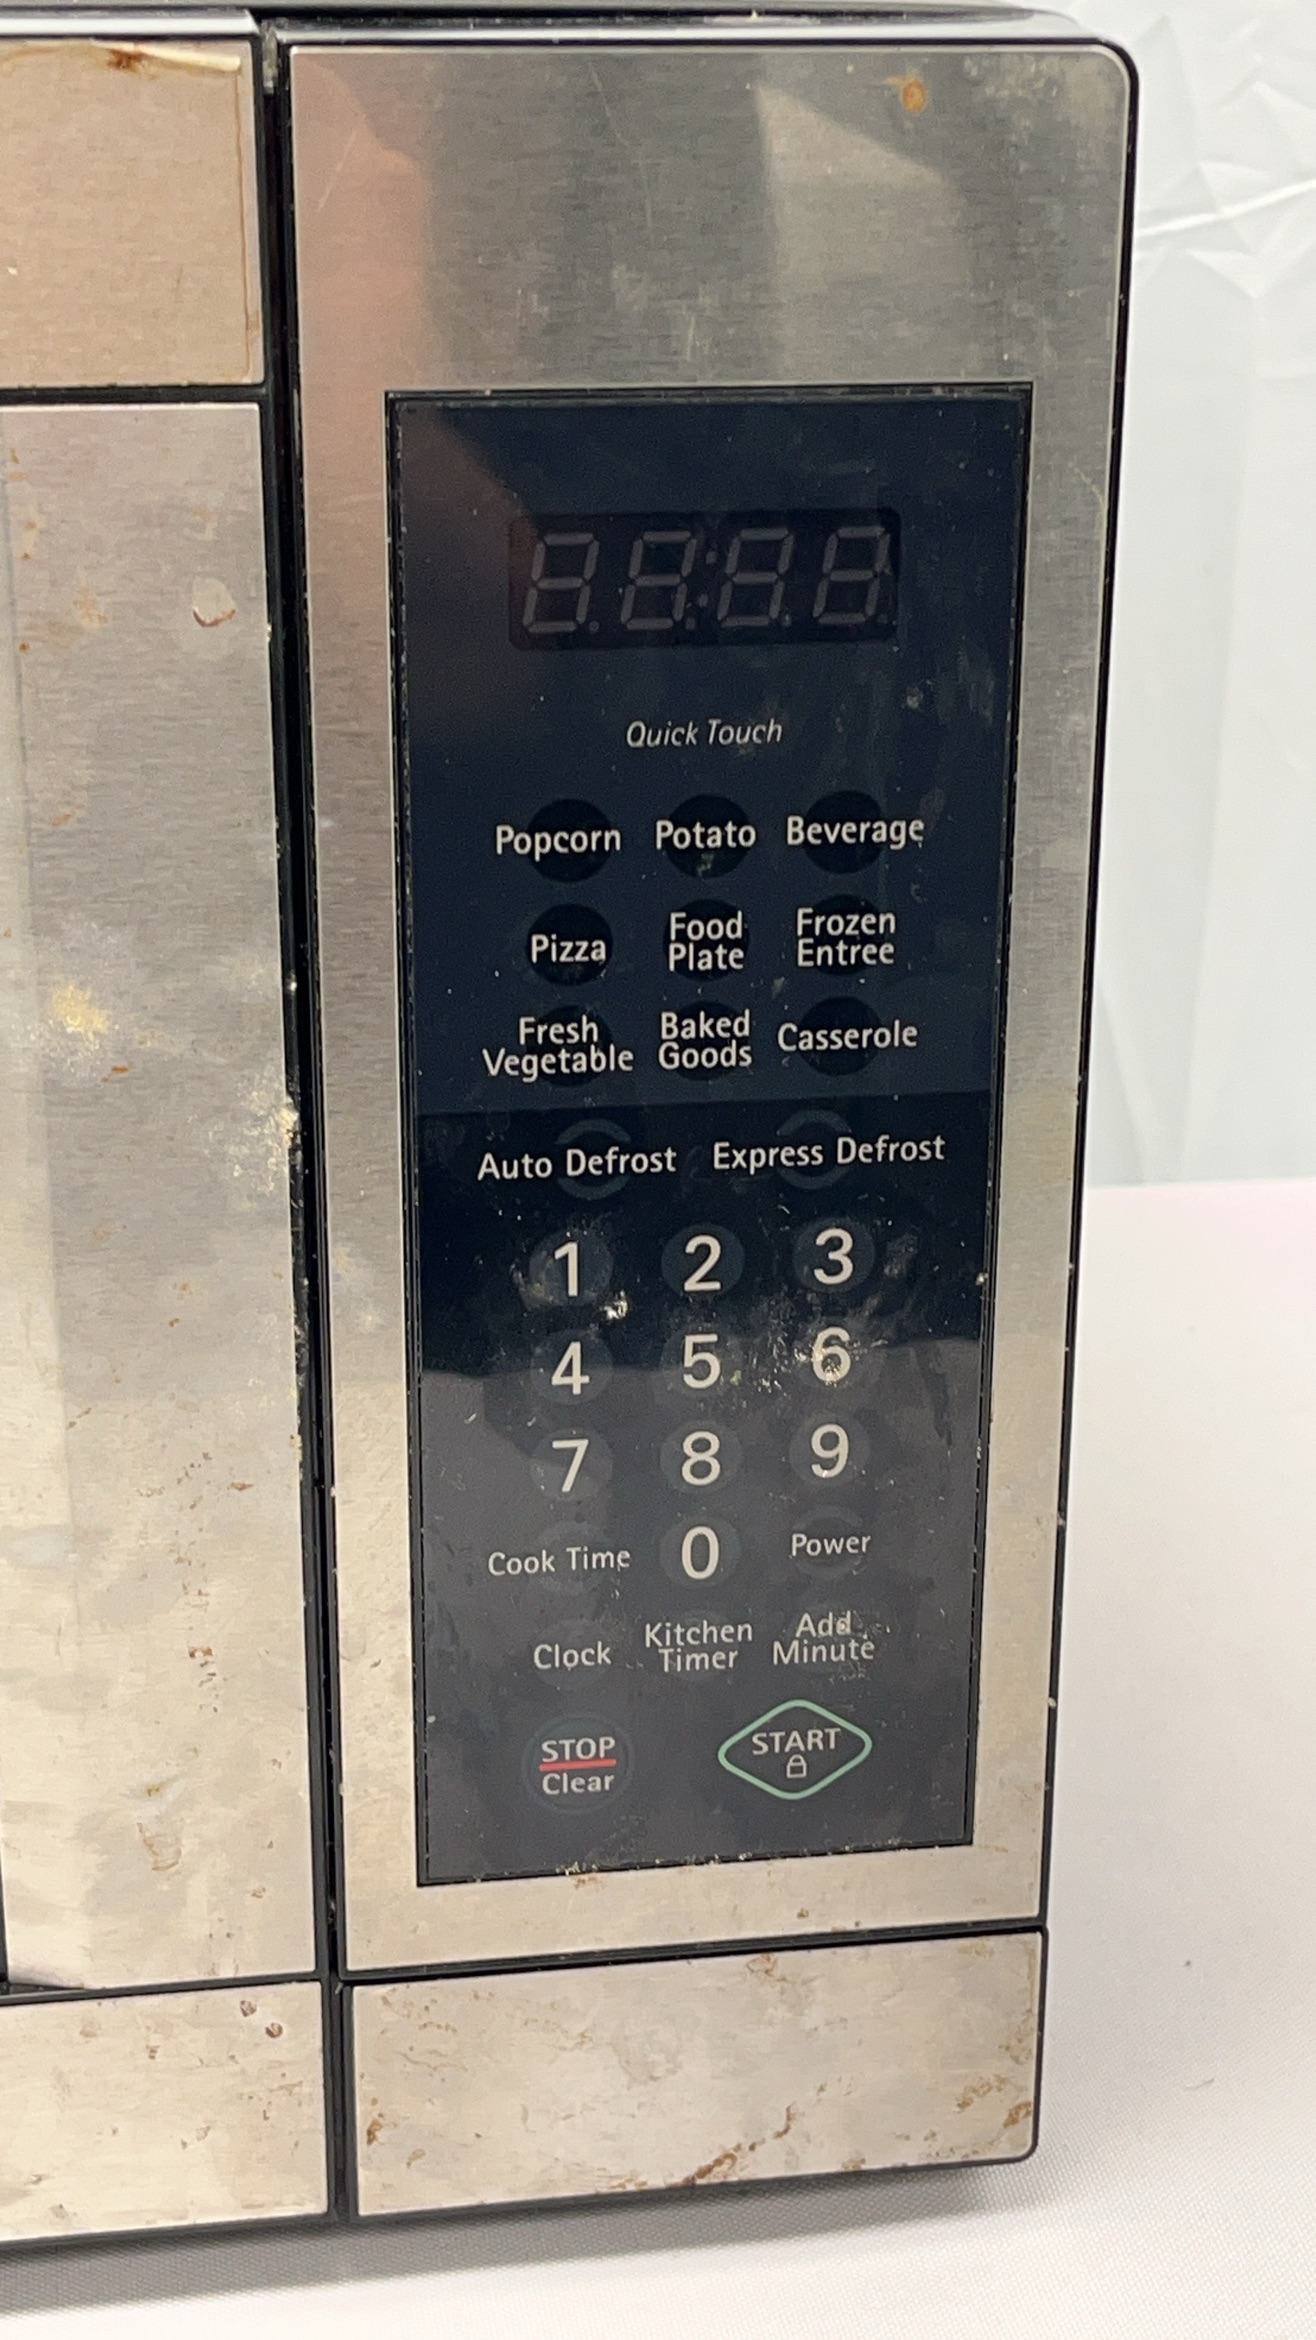 Quick Touch
Popcorn Potato Beverage
Pizza Food Plate Frozen Entree
Fresh Vegetable Baked Goods Casserole
Auto Defrost Express Defrost
1 2 3
4 5 6
7 8 9
Cook Time 0 Power
Clock Kitchen Timer Add Minute
STOP Clear START